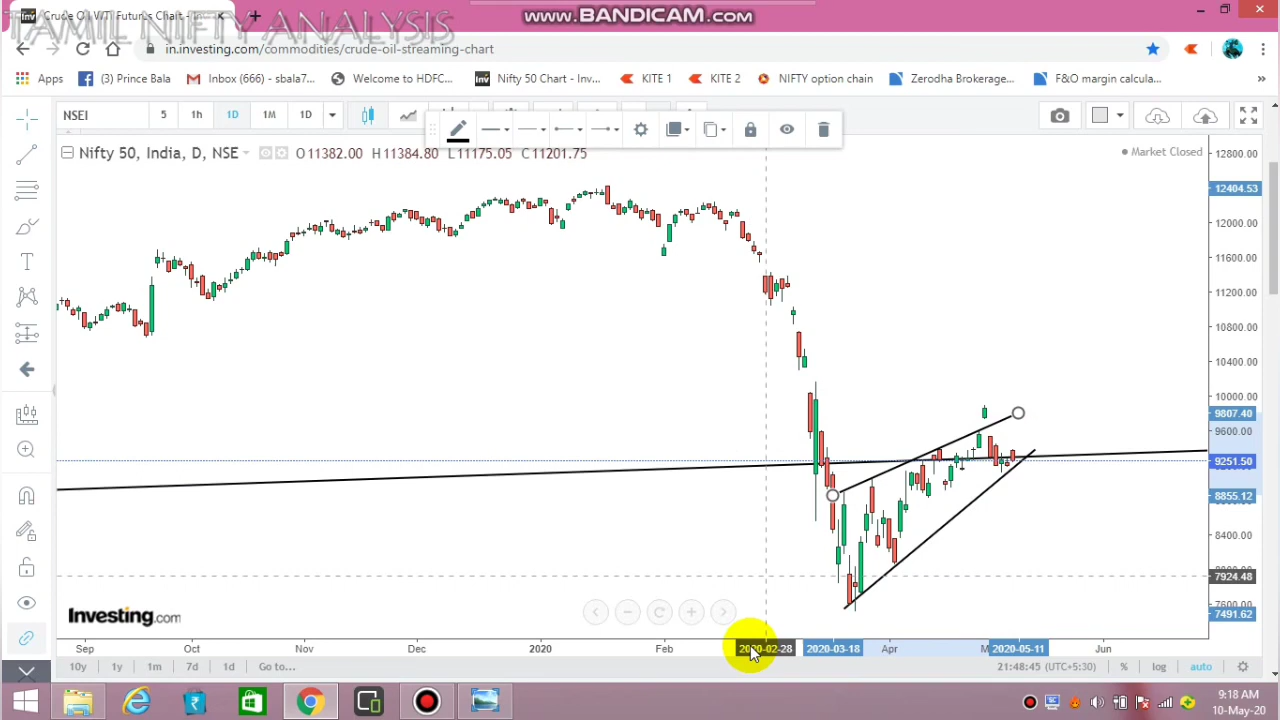 Crude Oil WTI Futures Chart - Inv
TAMIL NIFTY ANALYSIS
www.BANDICAM.com
in.investing.com/commodities/crude-oil-streaming-chart
Apps
(3) Prince Bala
Inbox (666) - sbala7...
Welcome to HDFC...
Nifty 50 Chart - Inv...
KITE 1
KITE 2
NIFTY option chain
Zerodha Brokerage...
F&O margin calcula...
»
NSEI 5 1h 1D 1M 1D
Nifty 50, India, D, NSE O11382.00 H11384.80 L11175.05 C11201.75
Market Closed
12800.00
12404.53
12000.00
11600.00
11200.00
10800.00
10400.00
10000.00
9807.40
9600.00
9251.50
8855.12
8400.00
7924.48
7491.62
Investing.com
Sep Oct Nov Dec 2020 Feb 2020-02-28 2020-03-18 Apr 2020-05-11 Jun
10y 1y 1m 7d 1d Go to... 21:48:45 (UTC+5:30) % log auto
9:18 AM
10-May-20